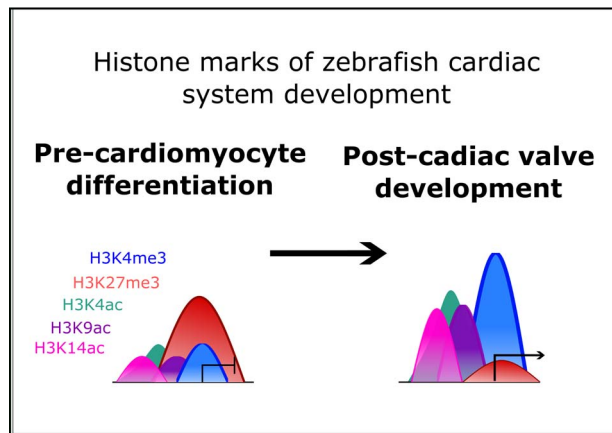 Histone marks of zebrafish cardiac
system development
Pre-cardiomyocyte
differentiation
Post-cadiac valve
development
H3K4me3
H3K27me3
H3K4ac
H3K9ac
H3K14ac